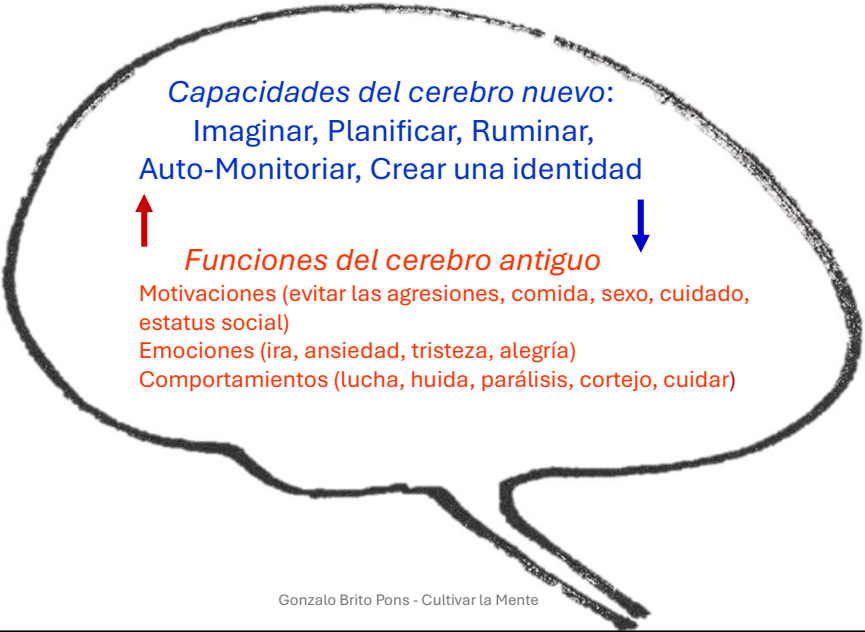 Capacidades del cerebro nuevo:
Imaginar, Planificar, Ruminar,
Auto-Monitoriar, Crear una identidad
Funciones del cerebro antiguo
Motivaciones (evitar las agresiones, comida, sexo, cuidado,
estatus social)
Emociones (ira, ansiedad, tristeza, alegría)
Comportamientos (lucha, huida, parálisis, cortejo, cuidar)
Gonzalo Brito Pons - Cultivar la Mente